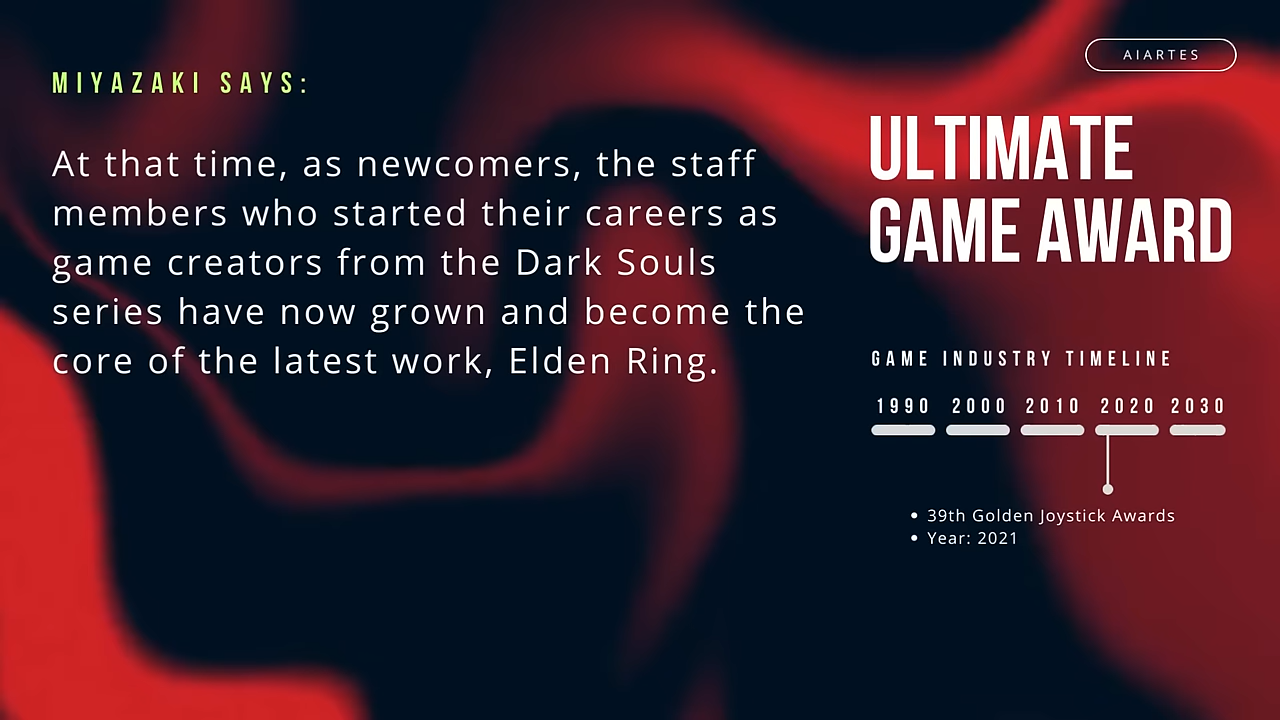 MIYAZAKI SAYS:
At that time, as newcomers, the staff
members who started their careers as
game creators from the Dark Souls
series have now grown and become the
core of the latest work, Elden Ring.
AIARTES
ULTIMATE
GAME AWARD
GAME INDUSTRY TIMELINE
1990 2000 2010 2020 2030
• 39th Golden Joystick Awards
• Year: 2021